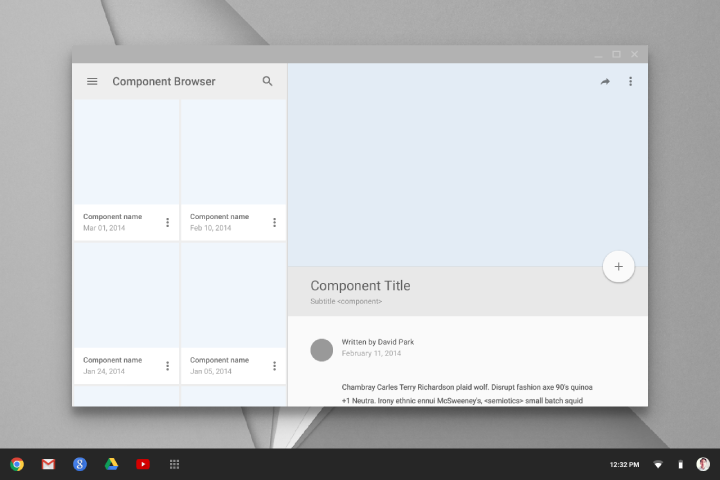 Component Browser
Component name
Mar 01, 2014
Component name
Feb 10, 2014
Component name
Jan 24, 2014
Component name
Jan 05, 2014
Component Title
Subtitle <component>
Written by David Park
February 11, 2014
Chambray Carles Terry Richardson plaid wolf. Disrupt fashion axe 90's quinoa
+1 Neutra. Irony ethnic ennui McSweeney's, <semiotics> small batch squid
8
12:32 PM